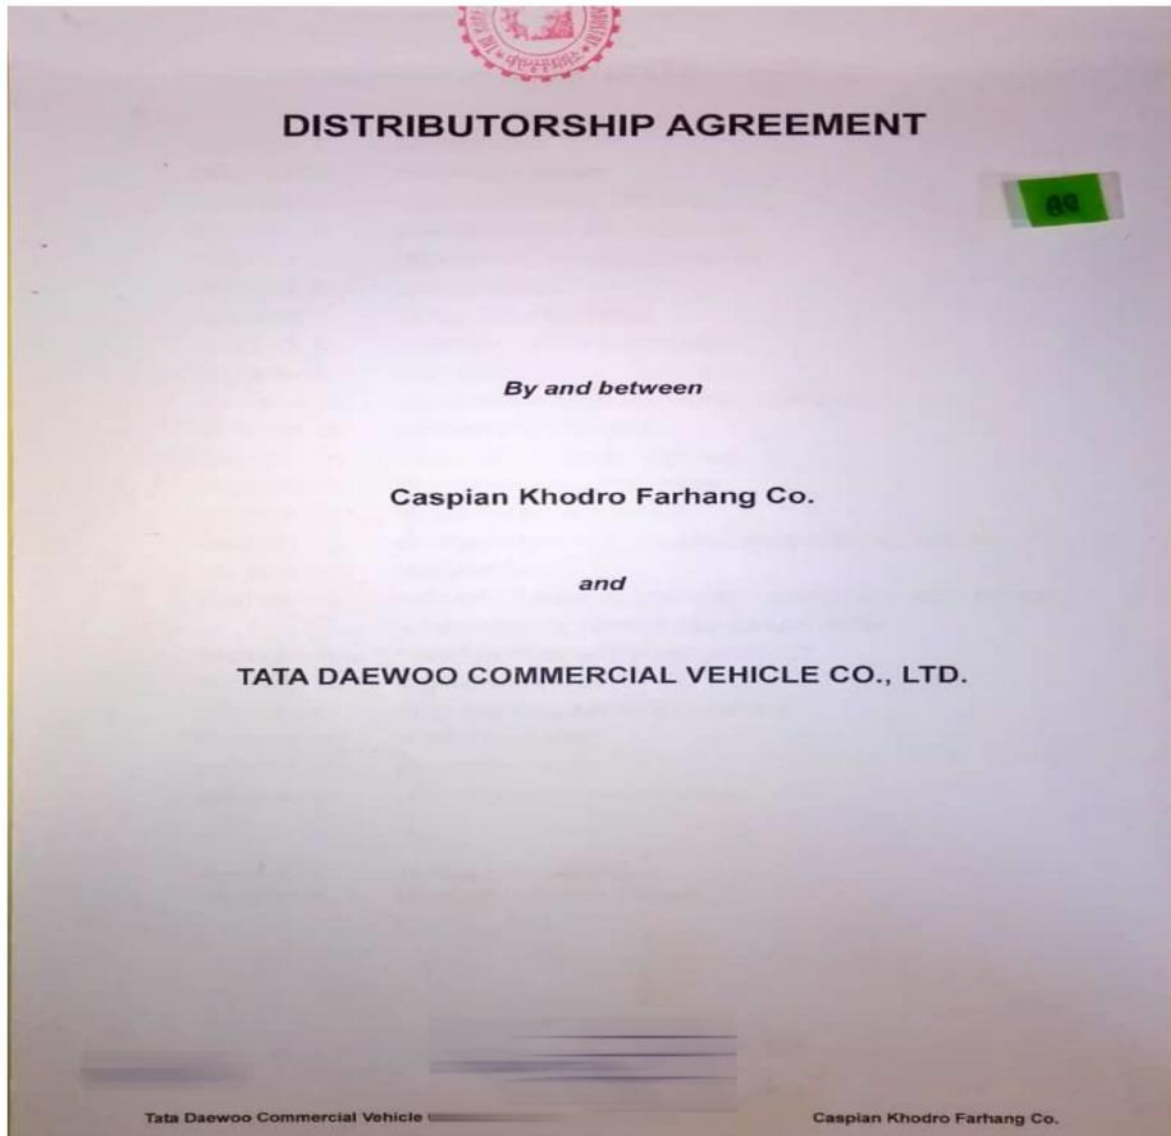 DISTRIBUTORSHIP AGREEMENT
By and between
Caspian Khodro Farhang Co.
and
TATA DAEWOO COMMERCIAL VEHICLE CO., LTD.
Tata Daewoo Commercial Vehicle
Caspian Khodro Farhang Co.